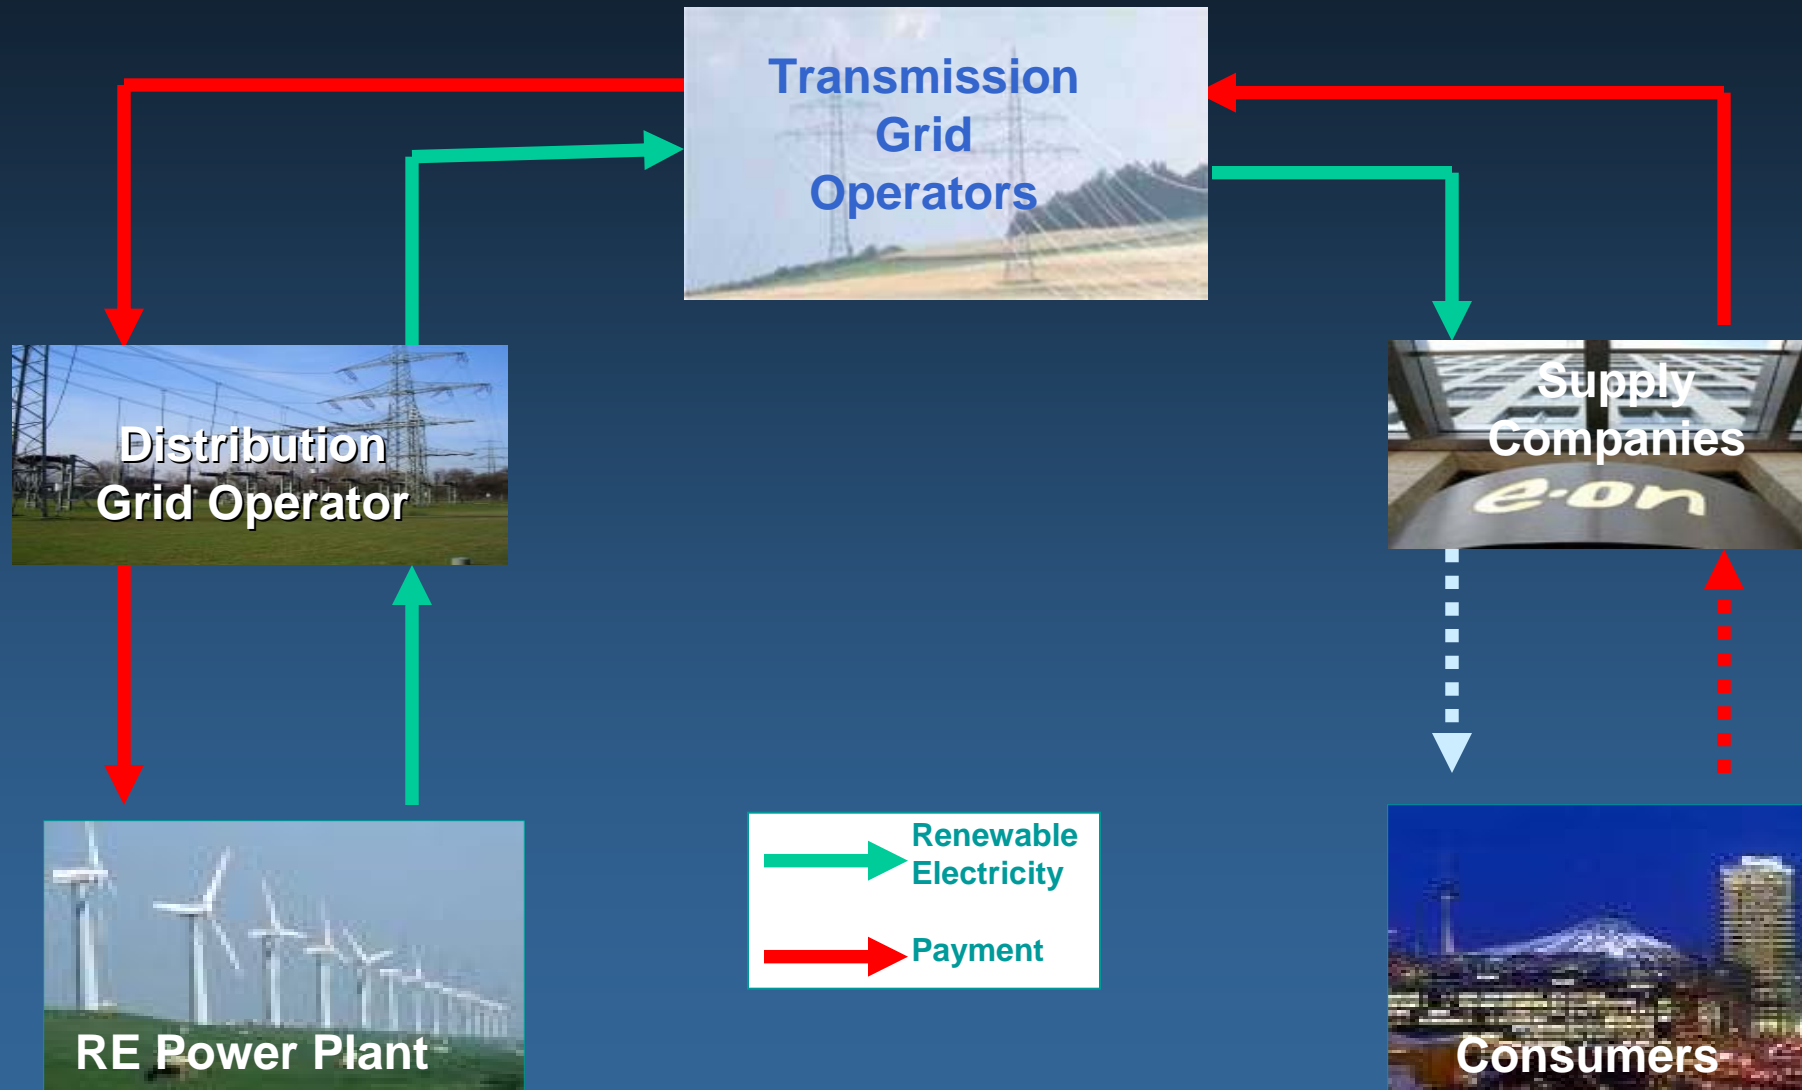 Transmission
Grid
Operators
Distribution
Grid Operator
Supply
Companies
e·on
RE Power Plant
Renewable
Electricity
Payment
Consumers